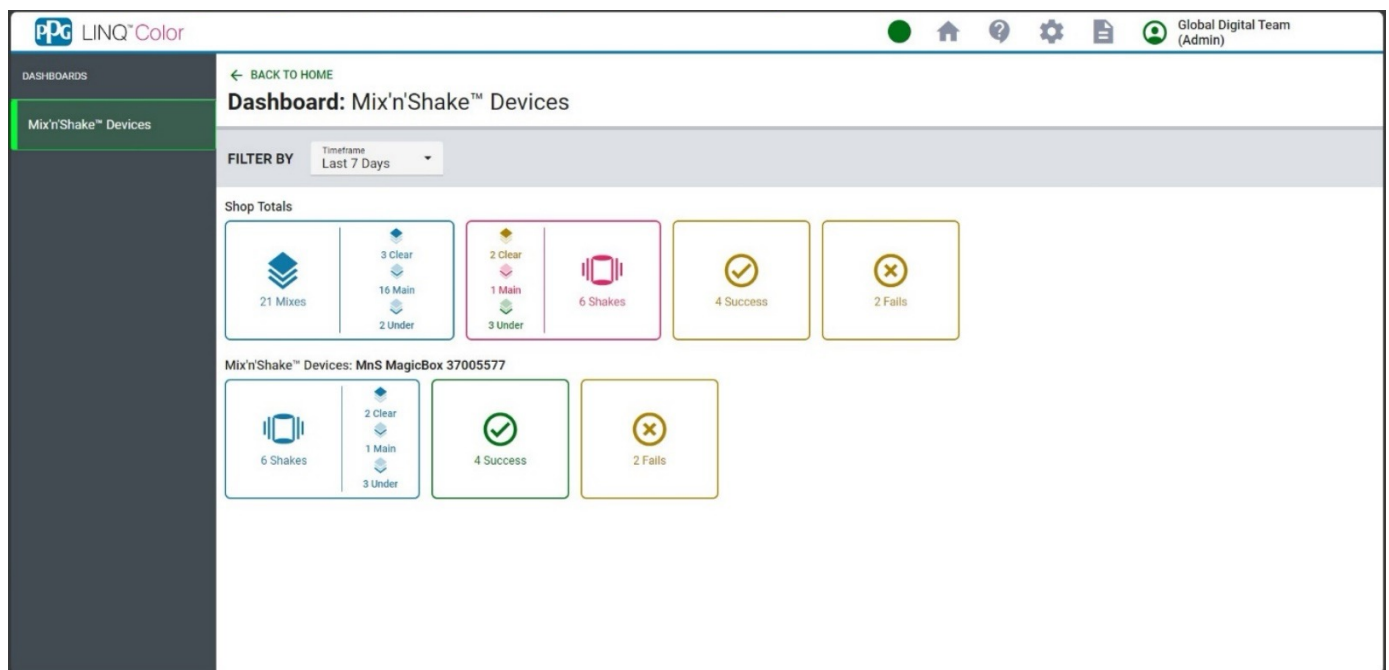 PPG LINQ™Color
Global Digital Team
(Admin)
DASHBOARDS
Mix'n'Shake™ Devices
← BACK TO HOME
Dashboard: Mix'n'Shake™ Devices
FILTER BY
Timeframe
Last 7 Days
Shop Totals
21 Mixes
3 Clear
16 Main
2 Under
2 Clear
1 Main
3 Under
6 Shakes
4 Success
2 Fails
Mix'n'Shake™ Devices: MnS MagicBox 37005577
6 Shakes
2 Clear
1 Main
3 Under
4 Success
2 Fails